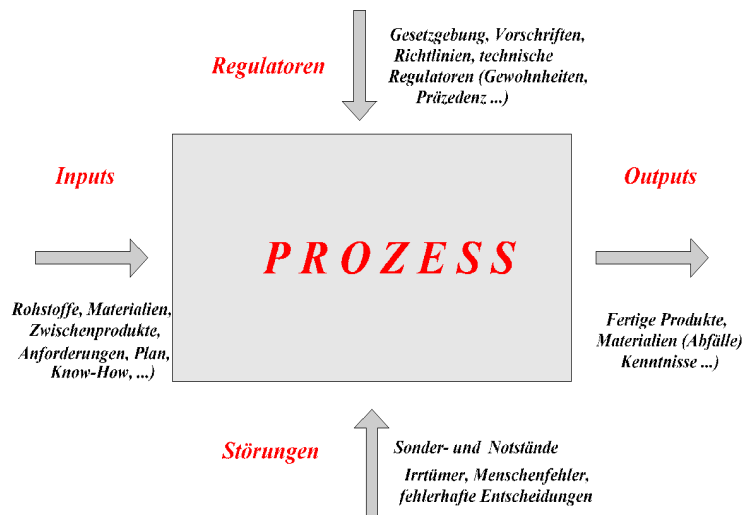 Regulatoren
Gesetzgebung, Vorschriften,
Richtlinien, technische
Regulatoren (Gewohnheiten,
Präzedenz ...)
Inputs
Outputs
PROZESS
Rohstoffe, Materialien,
Zwischenprodukte,
Anforderungen, Plan,
Know-How, ...)
Fertige Produkte,
Materialien (Abfälle)
Kenntnisse ...)
Störungen
Sonder- und Notstände
Irrtümer, Menschenfehler,
fehlerhafte Entscheidungen